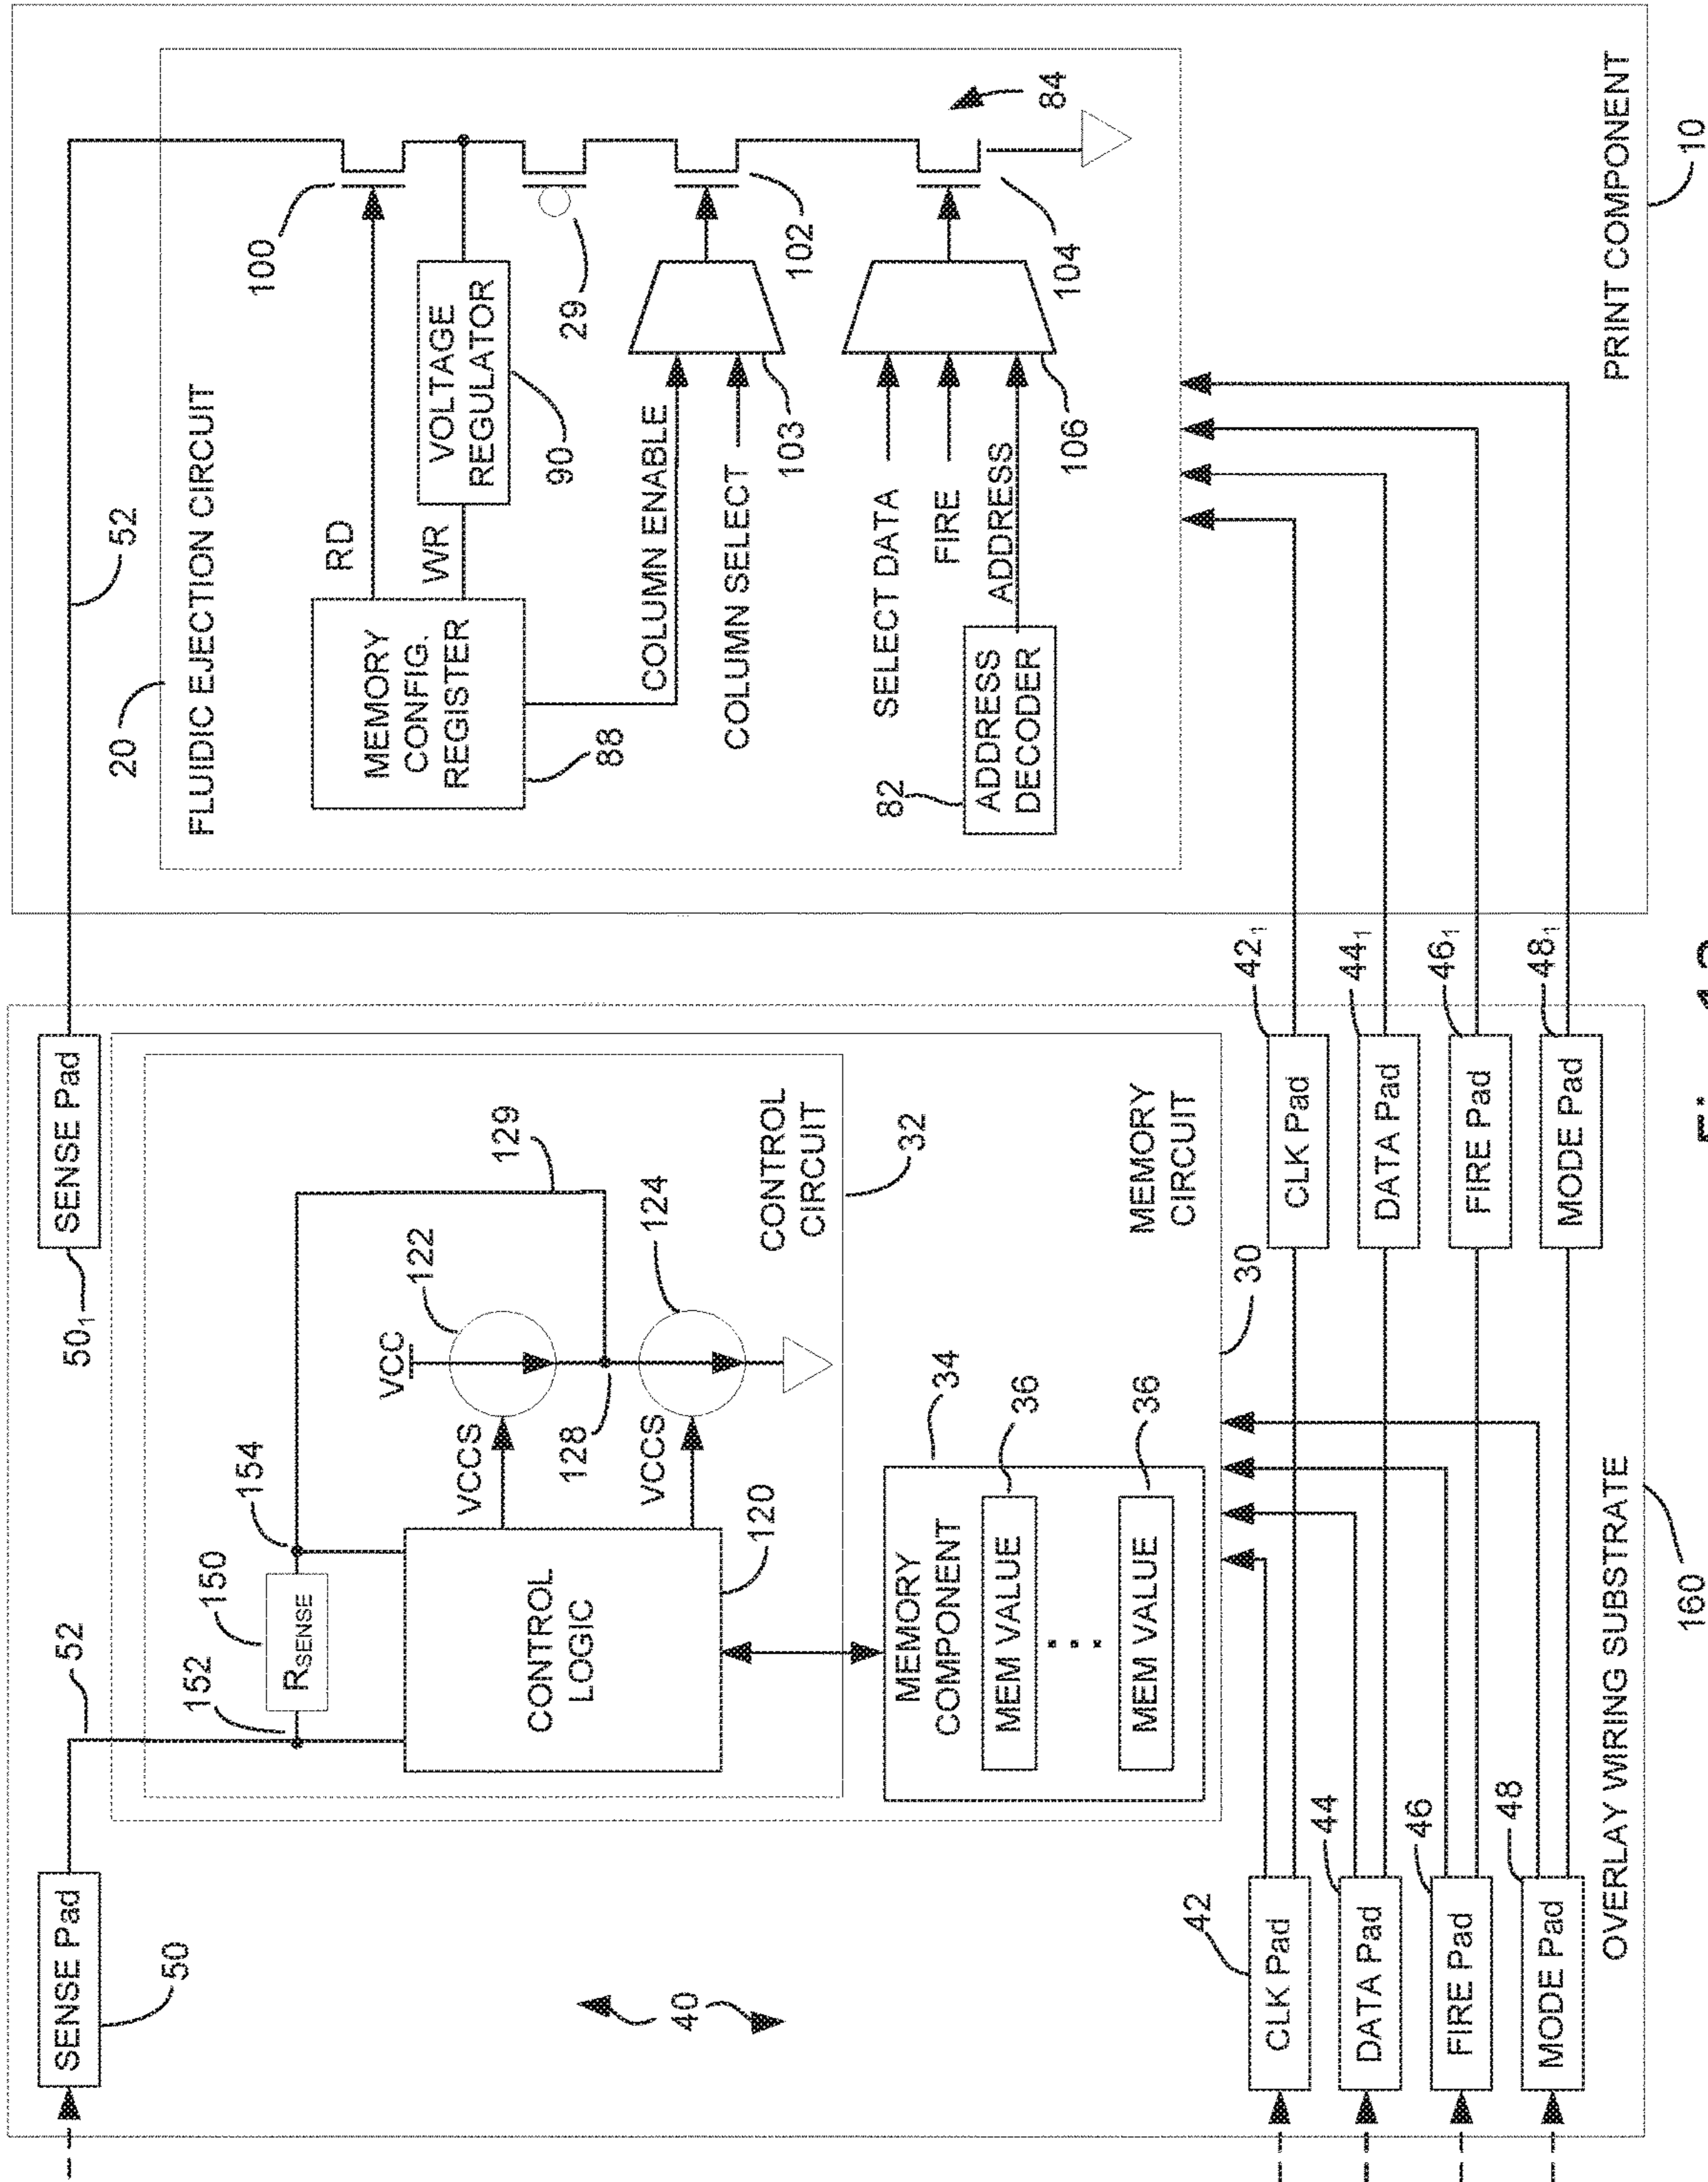 SENSE Pad
50
52
SENSE Pad
50₁
52
20
FLUIDIC EJECTION CIRCUIT
152
RSENSE
150
154
129
CONTROL
LOGIC
120
VCCS
VCCS
VCC
122
128
124
CONTROL
CIRCUIT
32
40
MEMORY
COMPONENT
34
MEM VALUE
36
MEM VALUE
36
MEMORY
CIRCUIT
30
MEMORY
CONFIG.
REGISTER
88
RD
WR
VOLTAGE
REGULATOR
90
100
29
COLUMN ENABLE
COLUMN SELECT
103
102
SELECT DATA
FIRE
ADDRESS
82
ADDRESS
DECODER
106
104
84
42
CLK Pad
CLK Pad
42₁
44
DATA Pad
DATA Pad
44₁
46
FIRE Pad
FIRE Pad
46₁
48
MODE Pad
MODE Pad
48₁
OVERLAY WIRING SUBSTRATE
160
PRINT COMPONENT
10